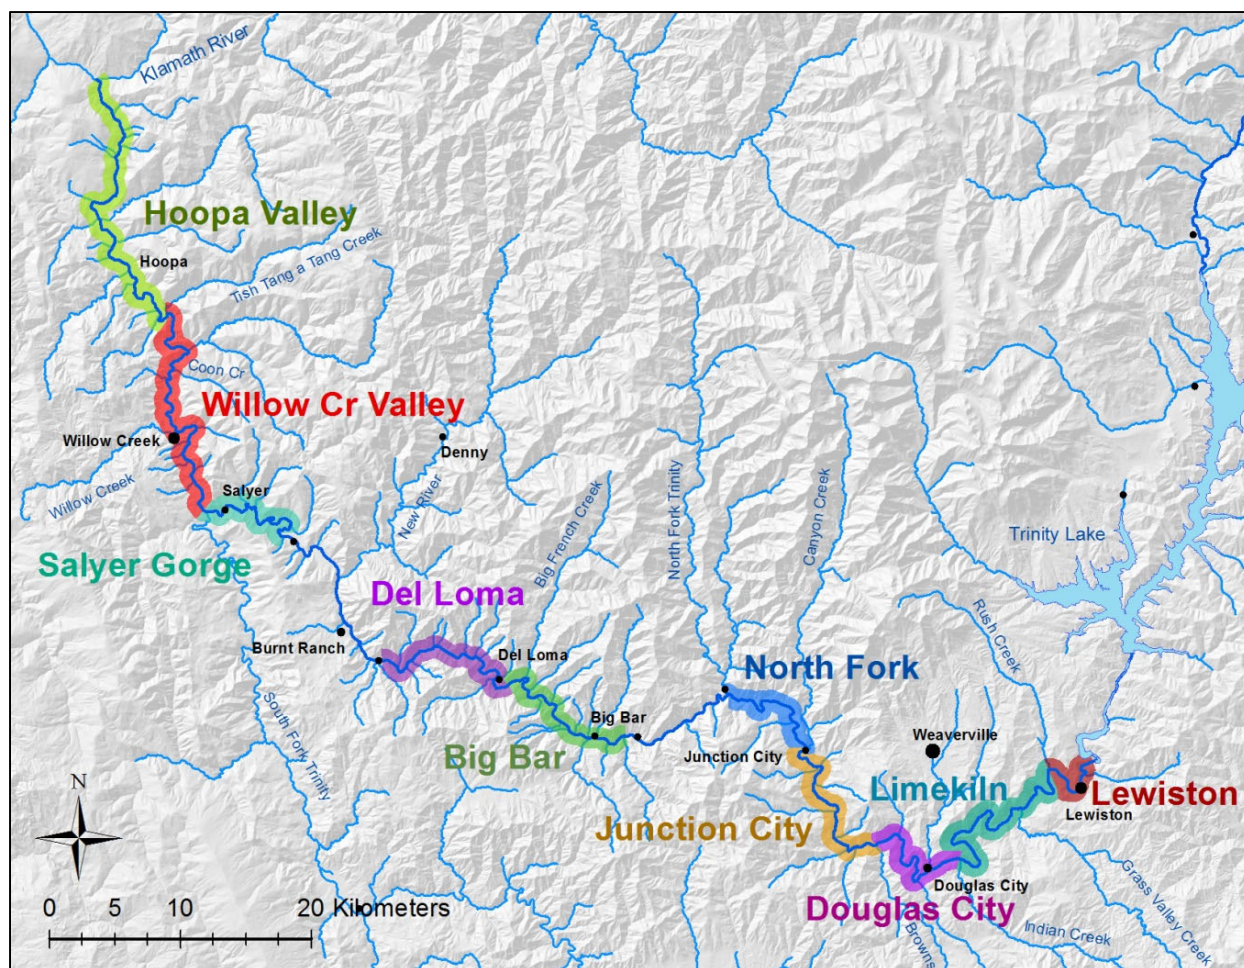 Klamath River
Hoopa Valley
Hoopa
Tish Tang a Tang Creek
Coon Cr
Willow Cr Valley
Willow Creek
Denny
Willow Creek
Salyer
New River
Big French Creek
North Fork Trinity
Canyon Creek
Trinity Lake
Salyer Gorge
Del Loma
Rush Creek
Burnt Ranch
Del Loma
North Fork
South Fork Trinity
Big Bar
Weaverville
Big Bar
Junction City
Limekiln
Lewiston
Lewiston
N
Junction City
Douglas City
Grass Valley Creek
Douglas City
Indian Creek
Browns
0 5 10 20 Kilometers